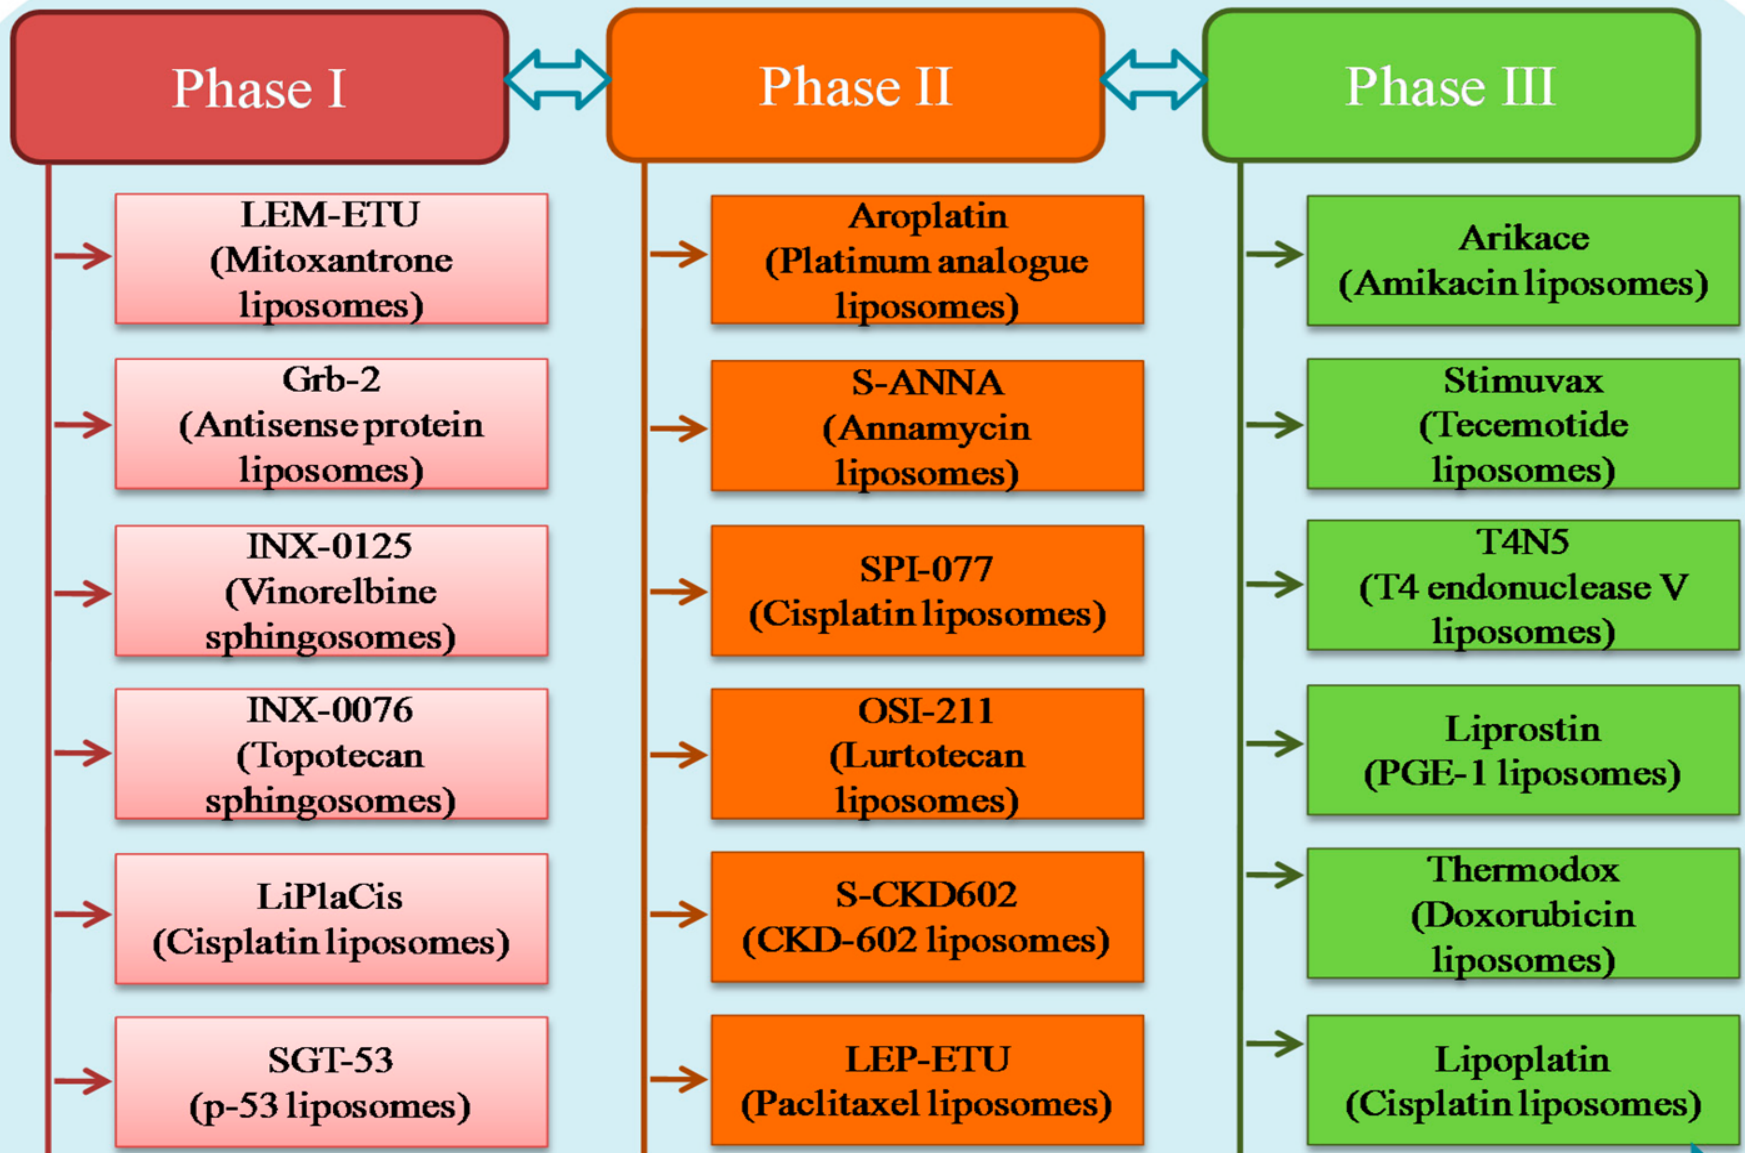 Phase I
Phase II
Phase III
LEM-ETU
(Mitoxantrone
liposomes)
Grb-2
(Antisense protein
liposomes)
INX-0125
(Vinorelbine
sphingosomes)
INX-0076
(Topotecan
sphingosomes)
LiPlaCis
(Cisplatin liposomes)
SGT-53
(p-53 liposomes)
Aroplatin
(Platinum analogue
liposomes)
S-ANNA
(Annamycin
liposomes)
SPI-077
(Cisplatin liposomes)
OSI-211
(Lurtotecan
liposomes)
S-CKD602
(CKD-602 liposomes)
LEP-ETU
(Paclitaxel liposomes)
Arikace
(Amikacin liposomes)
Stimuvax
(Tecemotide
liposomes)
T4N5
(T4 endonuclease V
liposomes)
Liprostin
(PGE-1 liposomes)
Thermodox
(Doxorubicin
liposomes)
Lipoplatin
(Cisplatin liposomes)